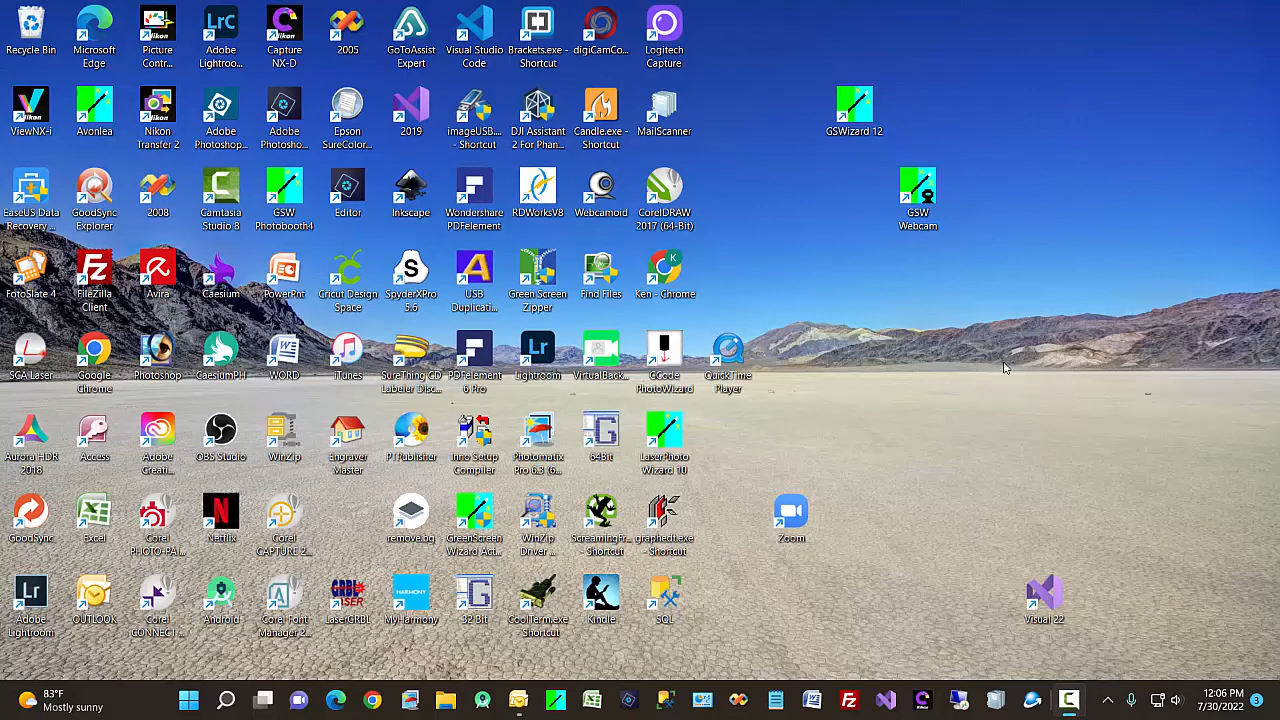 Recycle Bin
Microsoft Edge
Picture Contr...
Adobe Lightroo...
Capture NX-D
2005
GoToAssist Expert
Visual Studio Code
Brackets.exe - Shortcut
digiCamCo...
Logitech Capture
ViewNX-i
Avonlea
Nikon Transfer 2
Adobe Photoshop...
Adobe Photosho...
Epson SureColor...
2019
imageUSB.... - Shortcut
DJI Assistant 2 For Phan...
Candle.exe - Shortcut
MailScanner
GSWizard 12
EaseUS Data Recovery ...
GoodSync Explorer
2008
Camtasia Studio 8
GSW Photobooth4
Editor
Inkscape
Wondershare PDFelement
RDWorksV8
Webcamoid
CorelDRAW 2017 (64-Bit)
GSW Webcam
FotoSlate 4
FileZilla Client
Avira
Caesium
PowerPnt
Cricut Design Space
SpyderXPro 5.6
USB Duplicati...
Green Screen Zipper
Find Files
Ken - Chrome
SCA Laser
Google Chrome
Photoshop
CaesiumPH
WORD
iTunes
SureThing CD Labeler Disc...
PDFelement 6 Pro
Lightroom
VirtualBack...
CCode PhotoWizard
QuickTime Player
Aurora HDR 2018
Access
Adobe Creati...
OBS Studio
WinZip
Engraver Master
PTPublisher
Inno Setup Compiler
Photomatix Pro 6.3 (6...
64Bit
LaserPhoto Wizard 10
GoodSync
Excel
Corel PHOTO-PA...
Netflix
Corel CAPTURE 2...
remove.bg
GreenScreen Wizard Act...
WinZip Driver ...
ScreamingFr... - Shortcut
graphedt.exe - Shortcut
Zoom
Adobe Lightroom
OUTLOOK
Corel CONNECT ...
Android
Corel Font Manager 2...
LaserGRBL
MyHarmony
32 Bit
CoolTerm.exe Shortcut
Kindle
SQL
Visual 22
83°F
Mostly sunny
12:06 PM
7/30/2022
3